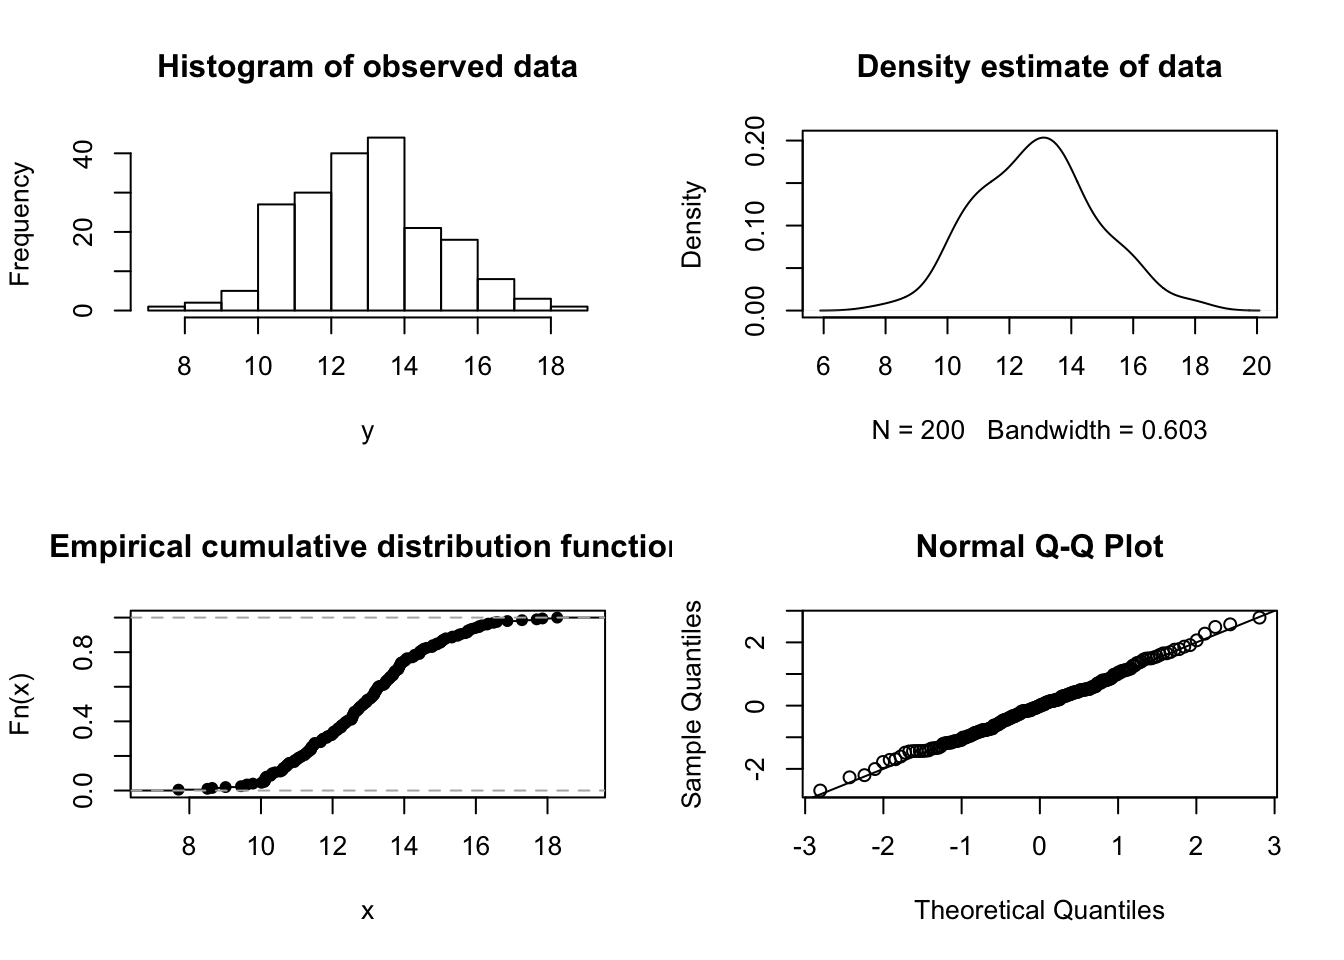 Histogram of observed data
Frequency
0 20 40
8 10 12 14 16 18
y
Density estimate of data
Density
0.00 0.10 0.20
6 8 10 12 14 16 18 20
N = 200 Bandwidth = 0.603
Empirical cumulative distribution function
Fn(x)
0.0 0.4 0.8
8 10 12 14 16 18
x
Normal Q-Q Plot
Sample Quantiles
-2 0 2
-3 -2 -1 0 1 2 3
Theoretical Quantiles